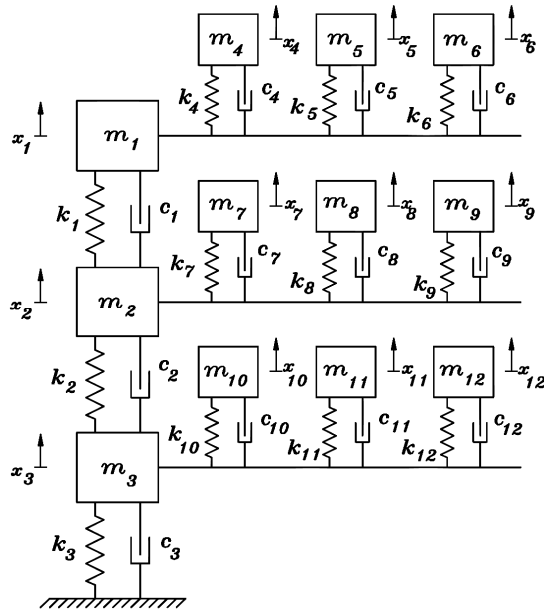 m4 x4 m5 x5 m6 x6
k4 c4 k5 c5 k6 c6
x1 m1
k1 c1
m7 x7 m8 x8 m9 x9
k7 c7 k8 c8 k9 c9
x2 m2
k2 c2
m10 x10 m11 x11 m12 x12
k10 c10 k11 c11 k12 c12
x3 m3
k3 c3